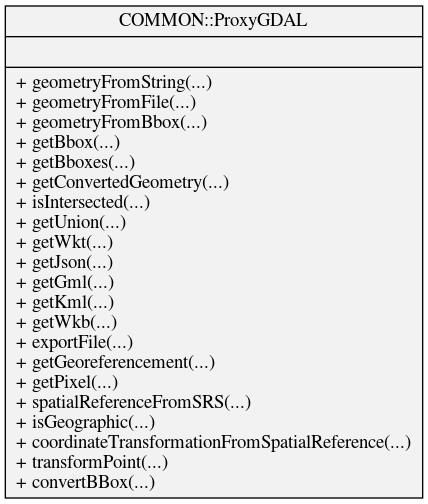 COMMON::ProxyGDAL
+ geometryFromString(...)
+ geometryFromFile(...)
+ geometryFromBbox(...)
+ getBbox(...)
+ getBboxes(...)
+ getConvertedGeometry(...)
+ isIntersected(...)
+ getUnion(...)
+ getWkt(...)
+ getJson(...)
+ getGml(...)
+ getKml(...)
+ getWkb(...)
+ exportFile(...)
+ getGeoreferencement(...)
+ getPixel(...)
+ spatialReferenceFromSRS(...)
+ isGeographic(...)
+ coordinateTransformationFromSpatialReference(...)
+ transformPoint(...)
+ convertBBox(...)